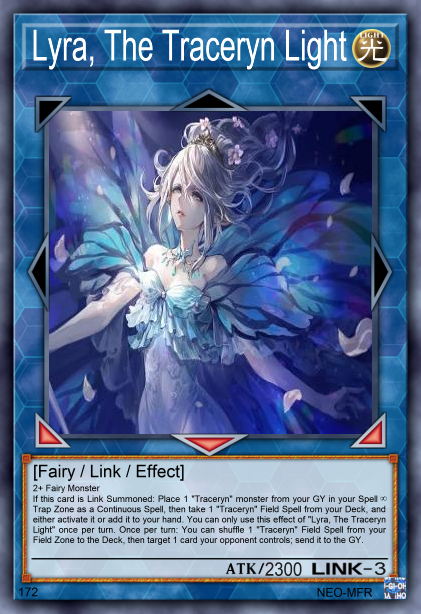 Lyra, The Traceryn Light
LIGHT
光
[Fairy / Link / Effect]
2+ Fairy Monster
If this card is Link Summoned: Place 1 "Traceryn" monster from your GY in your Spell ∞
Trap Zone as a Continuous Spell, then take 1 "Traceryn" Field Spell from your Deck, and
either activate it or add it to your hand. You can only use this effect of "Lyra, The Traceryn
Light" once per turn. Once per turn: You can shuffle 1 "Traceryn" Field Spell from your
Field Zone to the Deck, then target 1 card your opponent controls; send it to the GY.
ATK/2300 LINK-3
172 NEO-MFR